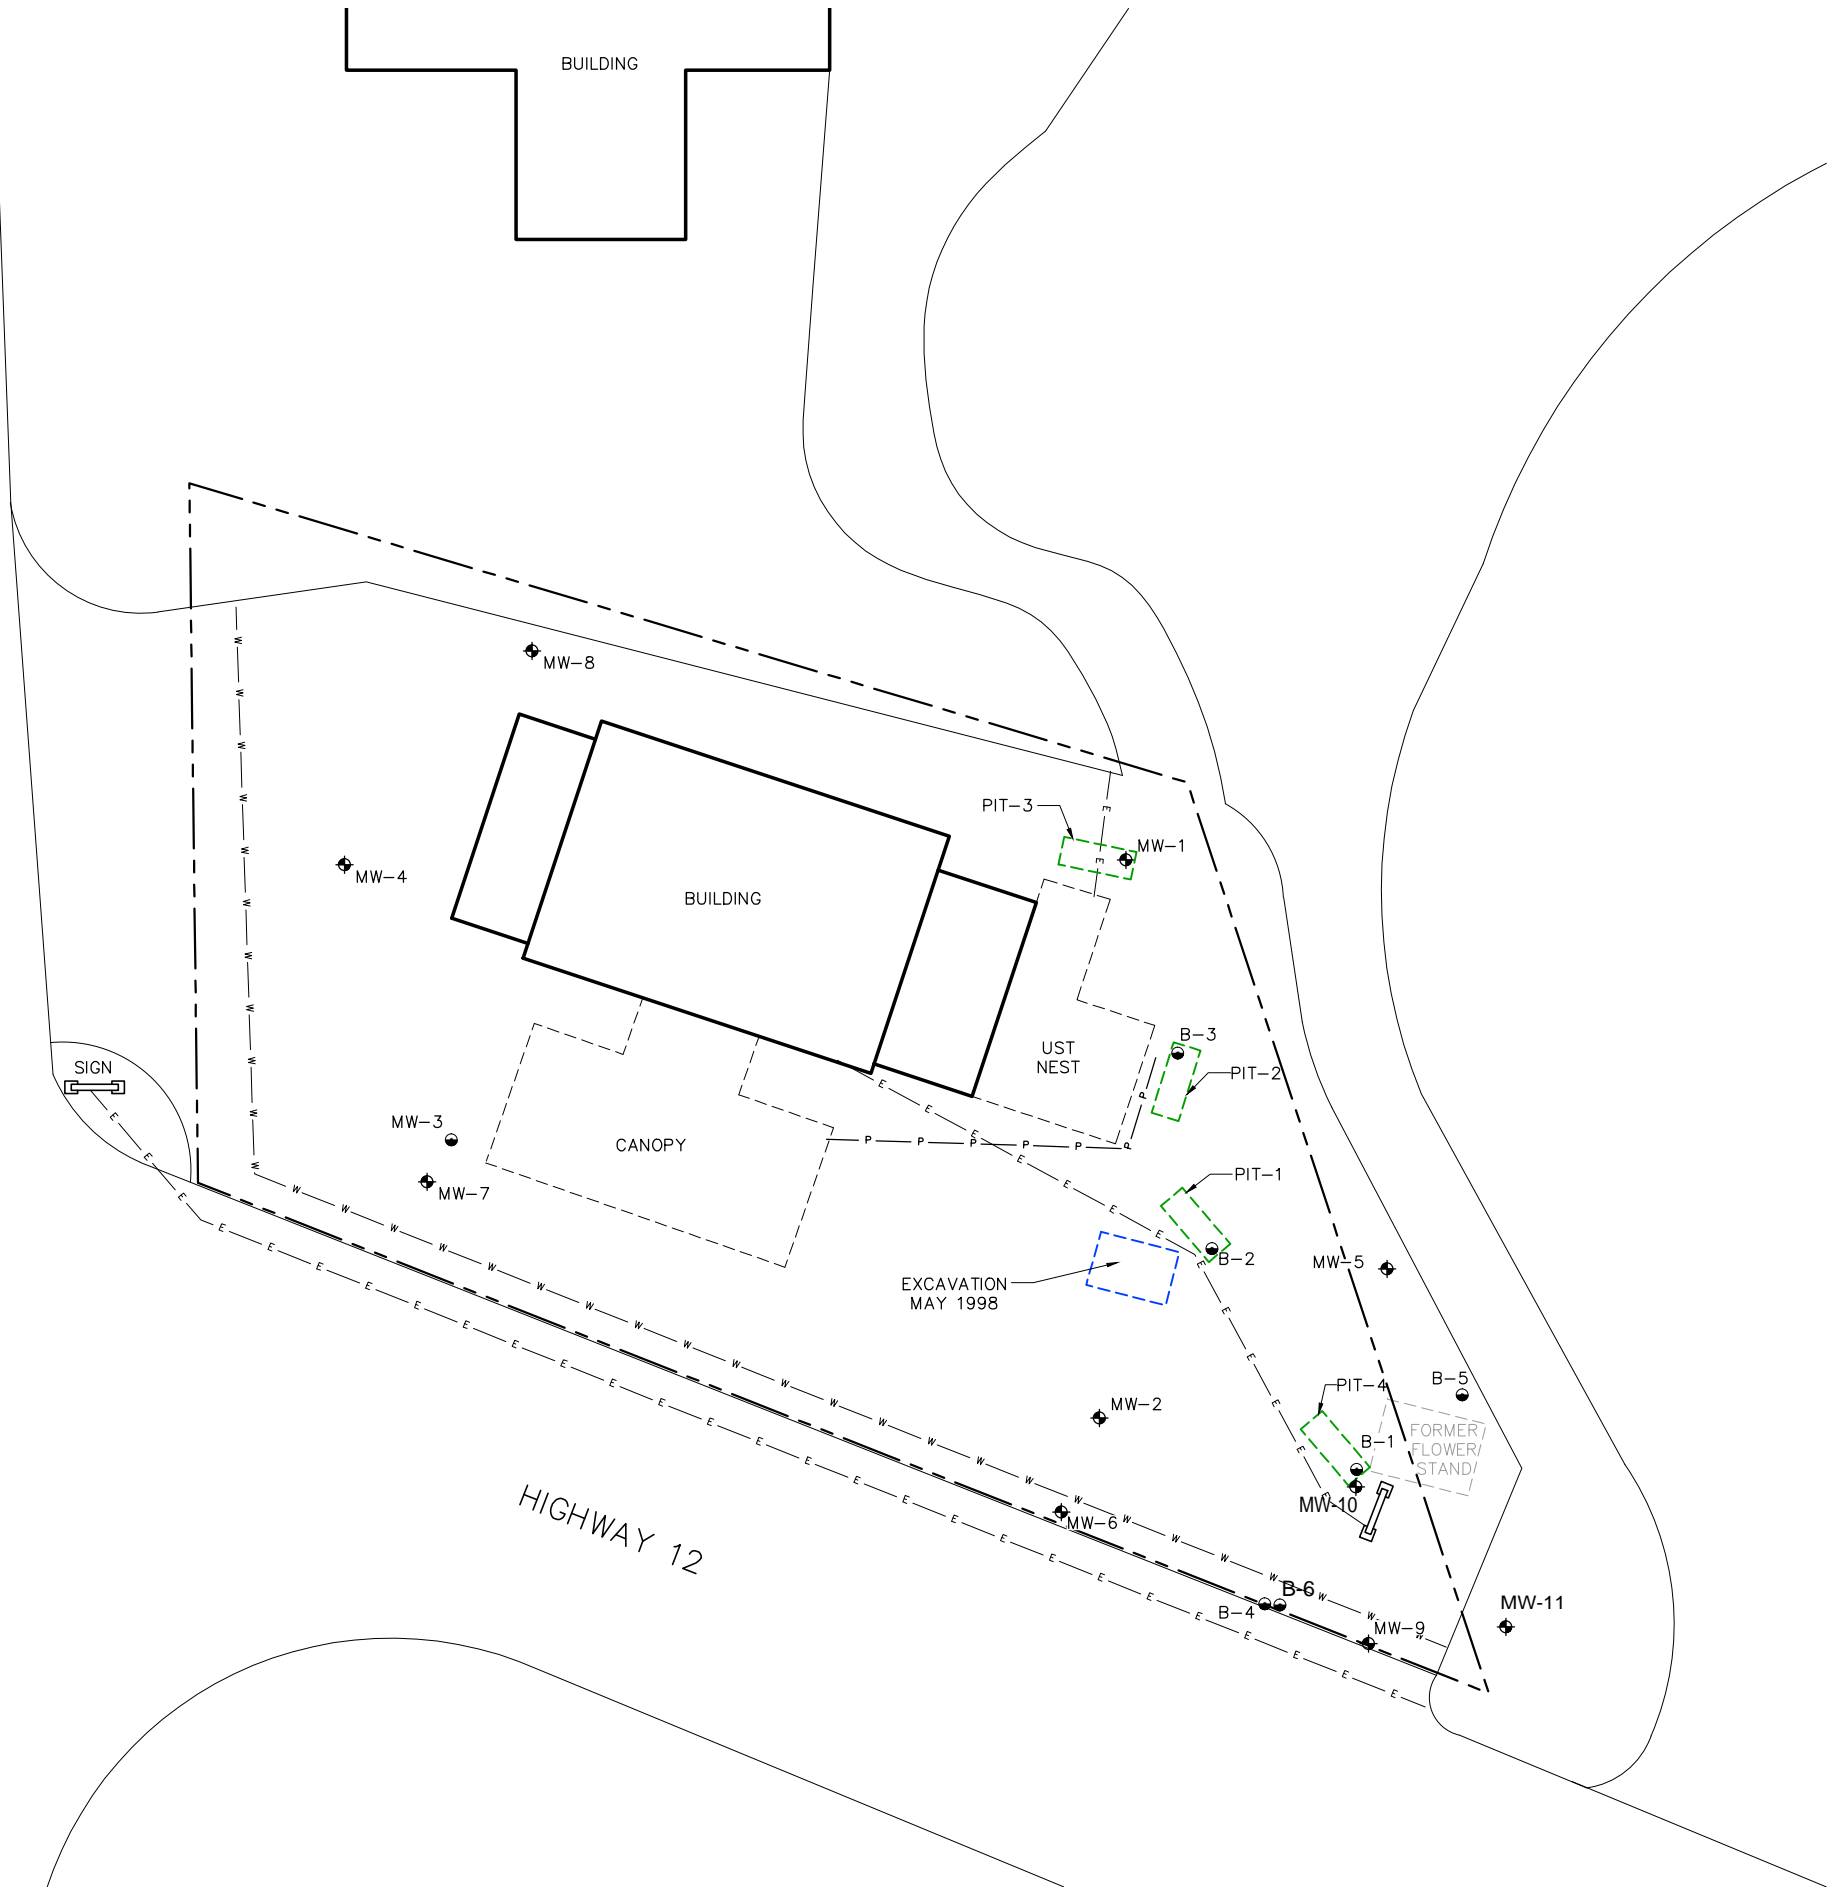 BUILDING
MW-8
PIT-3
MW-1
MW-4
BUILDING
B-3
UST
NEST
PIT-2
SIGN
MW-3
CANOPY
PIT-1
MW-7
B-2
MW-5
EXCAVATION
MAY 1998
PIT-4
B-5
MW-2
FORMER
FLOWER
STAND
B-1
MW-10
HIGHWAY 12
MW-6
B-6
B-4
MW-11
MW-9